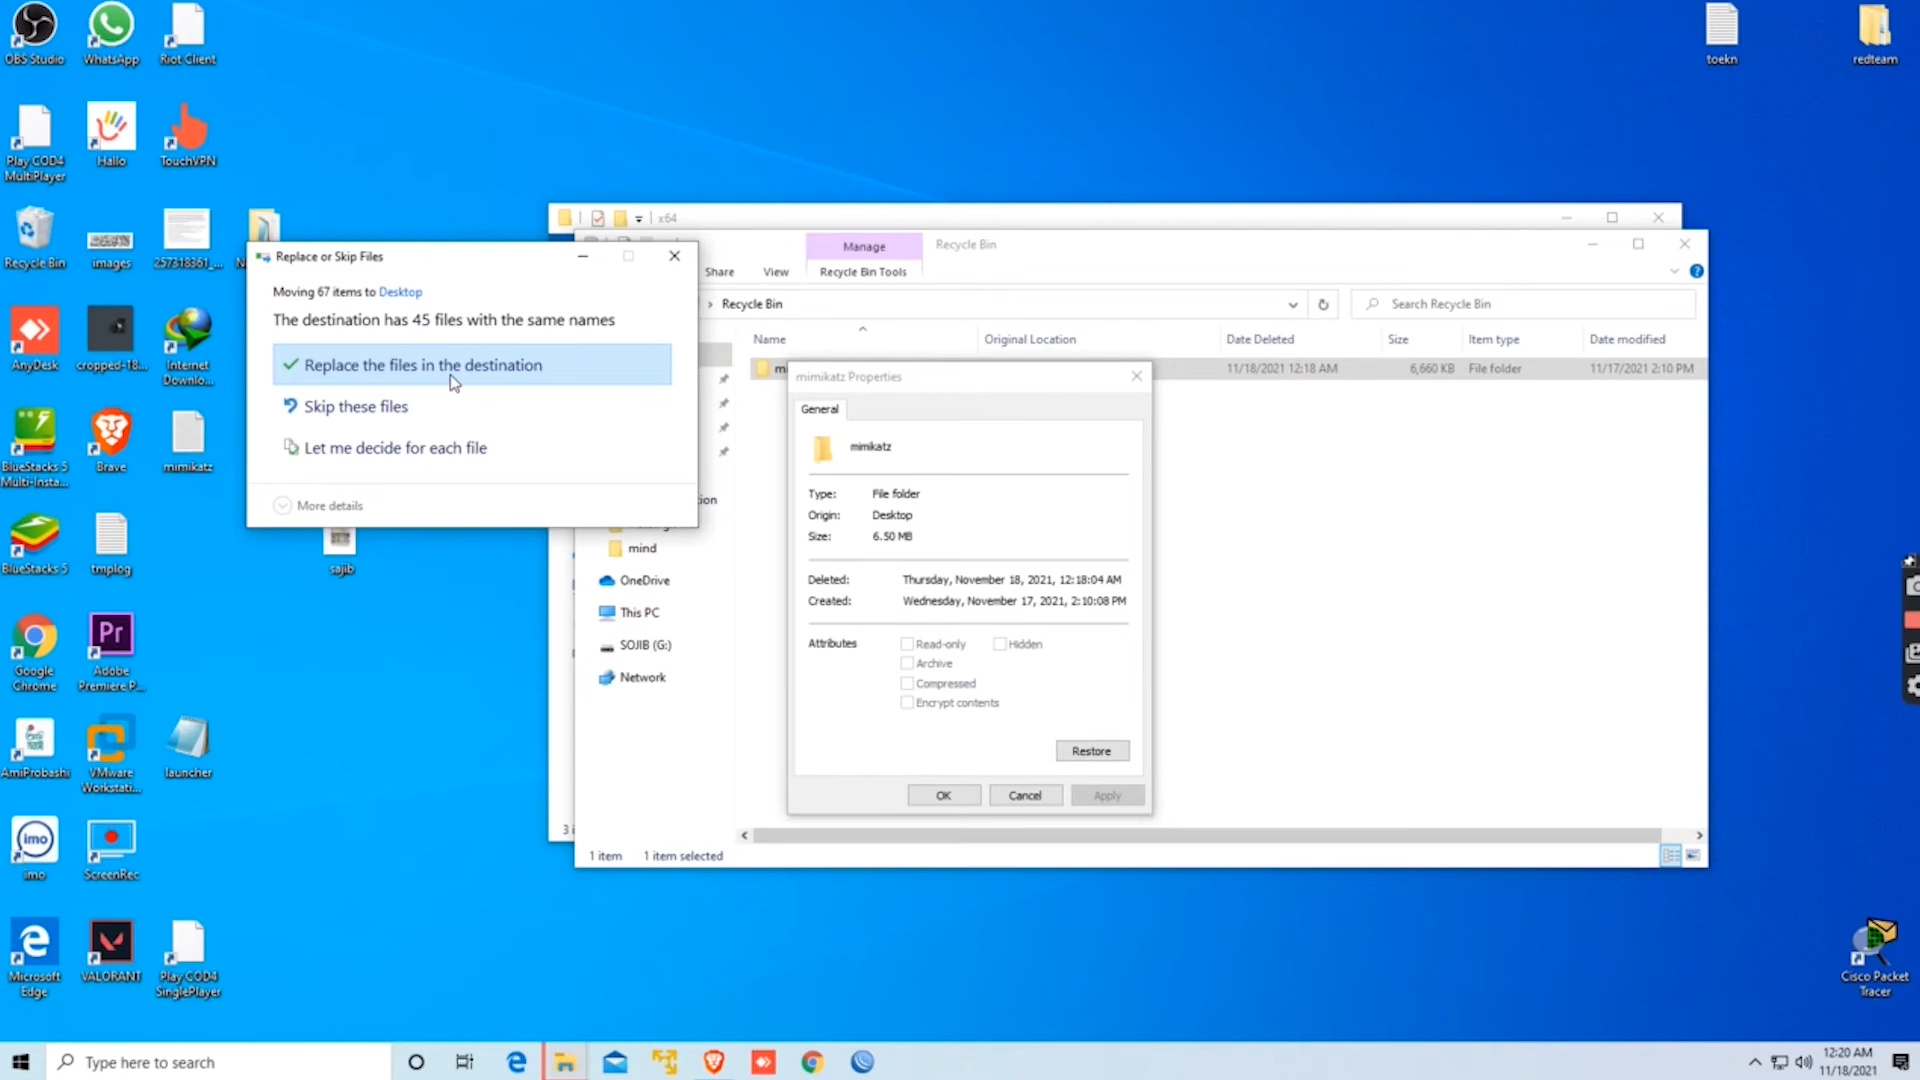 OBS Studio
WhatsApp
Riot Client
toekn
redteam
Play COD4
MultiPlayer
Hallo
TouchVPN
Recycle Bin
images
257318361_...
x64
Manage
Recycle Bin
Share
View
Recycle Bin Tools
Recycle Bin
Search Recycle Bin
Name
Original Location
Date Deleted
Size
Item type
Date modified
11/18/2021 12:18 AM
6,660 KB
File folder
11/17/2021 2:10 PM
Replace or Skip Files
Moving 67 items to Desktop
The destination has 45 files with the same names
Replace the files in the destination
Skip these files
Let me decide for each file
More details
mimikatz Properties
General
mimikatz
Type:
File folder
Origin:
Desktop
Size:
6.50 MB
Deleted:
Thursday, November 18, 2021, 12:18:04 AM
Created:
Wednesday, November 17, 2021, 2:10:08 PM
Attributes
Read-only
Hidden
Archive
Compressed
Encrypt contents
Restore
OK
Cancel
Apply
mind
OneDrive
This PC
SOJIB (G:)
Network
1 item
1 item selected
AnyDesk
cropped-18...
Internet
Downlo...
BlueStacks 5
Multi-Insta...
Brave
mimikatz
BlueStacks 5
tmplog
sajib
Google
Chrome
Pr
Adobe
Premiere P...
AmiProbashi
VMware
Workstati...
launcher
imo
imo
ScreenRec
Microsoft
Edge
VALORANT
Play COD4
SinglePlayer
Cisco Packet
Tracer
Type here to search
12:20 AM
11/18/2021